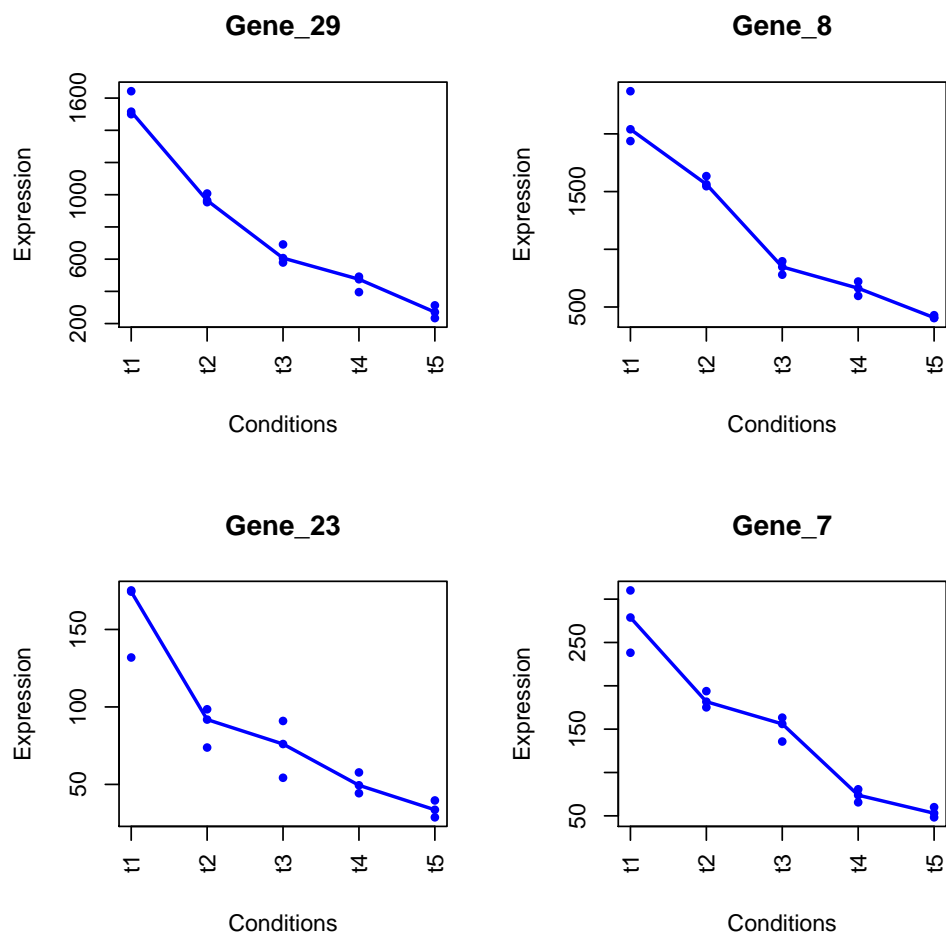 Gene_29
Expression
1600
1000
600
200
t1 t2 t3 t4 t5
Conditions
Gene_8
Expression
1500
500
t1 t2 t3 t4 t5
Conditions
Gene_23
Expression
150
100
50
t1 t2 t3 t4 t5
Conditions
Gene_7
Expression
250
150
50
t1 t2 t3 t4 t5
Conditions